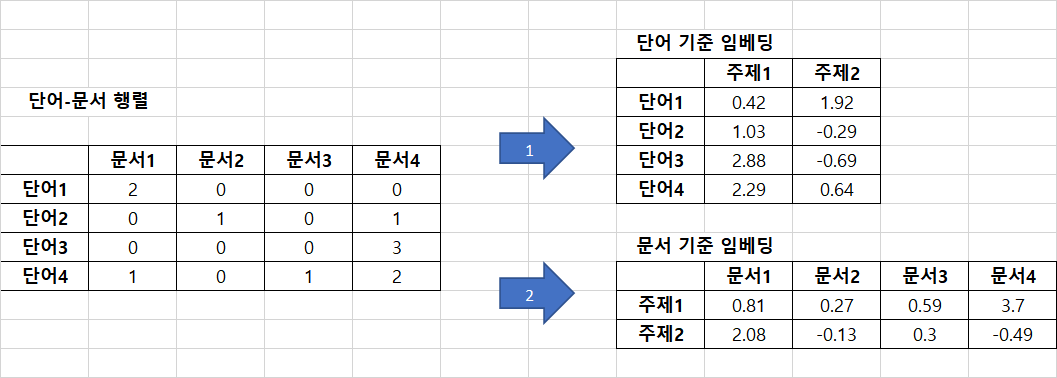 단어-문서 행렬
문서1 문서2 문서3 문서4
단어1 2 0 0 0
단어2 0 1 0 1
단어3 0 0 0 3
단어4 1 0 1 2
1
2
단어 기준 임베딩
주제1 주제2
단어1 0.42 1.92
단어2 1.03 -0.29
단어3 2.88 -0.69
단어4 2.29 0.64
문서 기준 임베딩
문서1 문서2 문서3 문서4
주제1 0.81 0.27 0.59 3.7
주제2 2.08 -0.13 0.3 -0.49